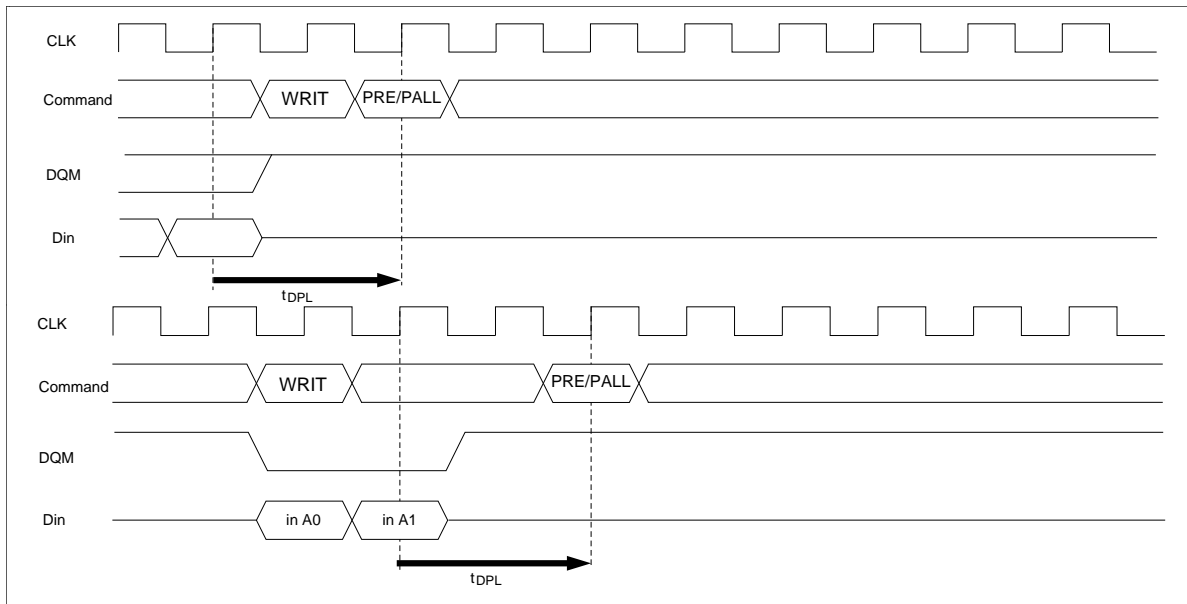 CLK
Command WRIT PRE/PALL
DQM
Din
tDPL
CLK
Command WRIT PRE/PALL
DQM
Din in A0 in A1
tDPL